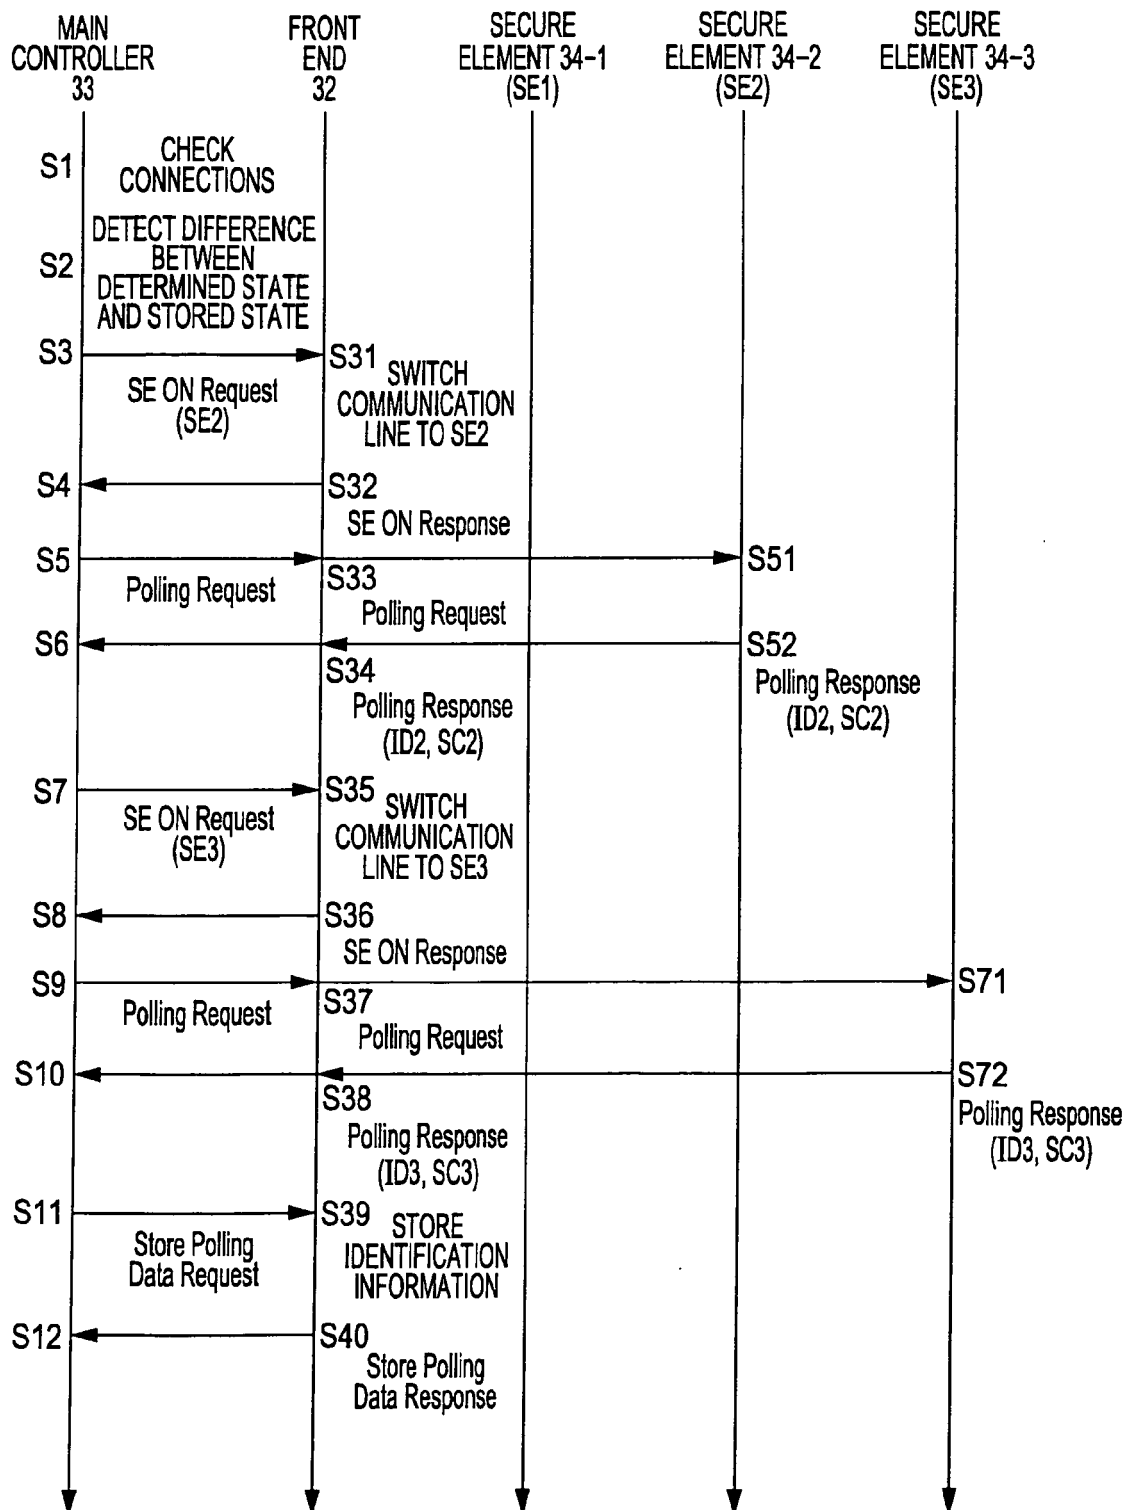 MAIN
CONTROLLER
33
FRONT
END
32
SECURE
ELEMENT 34-1
(SE1)
SECURE
ELEMENT 34-2
(SE2)
SECURE
ELEMENT 34-3
(SE3)
S1
CHECK
CONNECTIONS
S2
DETECT DIFFERENCE
BETWEEN
DETERMINED STATE
AND STORED STATE
S3
SE ON Request
(SE2)
S31
SWITCH
COMMUNICATION
LINE TO SE2
S4
S32
SE ON Response
S5
Polling Request
S33
Polling Request
S51
S6
S34
Polling Response
(ID2, SC2)
S52
Polling Response
(ID2, SC2)
S7
SE ON Request
(SE3)
S35
SWITCH
COMMUNICATION
LINE TO SE3
S8
S36
SE ON Response
S9
Polling Request
S37
Polling Request
S71
S10
S38
Polling Response
(ID3, SC3)
S72
Polling Response
(ID3, SC3)
S11
Store Polling
Data Request
S39
STORE
IDENTIFICATION
INFORMATION
S12
S40
Store Polling
Data Response